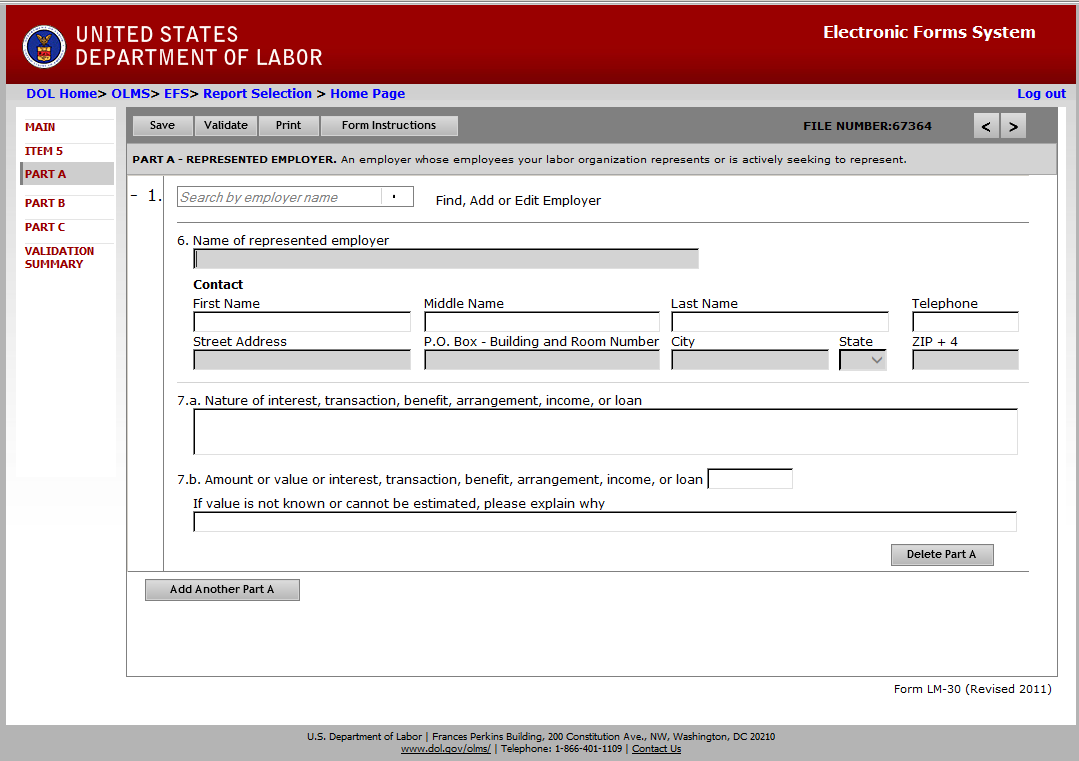 UNITED STATES
DEPARTMENT OF LABOR
Electronic Forms System
DOL Home> OLMS> EFS> Report Selection > Home Page
Log out
MAIN
ITEM 5
PART A
PART B
PART C
VALIDATION
SUMMARY
Save
Validate
Print
Form Instructions
FILE NUMBER:67364
<
>
PART A - REPRESENTED EMPLOYER. An employer whose employees your labor organization represents or is actively seeking to represent.
- 1.
Search by employer name
Find, Add or Edit Employer
6. Name of represented employer
Contact
First Name
Middle Name
Last Name
Telephone
Street Address
P.O. Box - Building and Room Number
City
State
ZIP + 4
7.a. Nature of interest, transaction, benefit, arrangement, income, or loan
7.b. Amount or value or interest, transaction, benefit, arrangement, income, or loan
If value is not known or cannot be estimated, please explain why
Delete Part A
Add Another Part A
Form LM-30 (Revised 2011)
U.S. Department of Labor | Frances Perkins Building, 200 Constitution Ave., NW, Washington, DC 20210
www.dol.gov/olms/ | Telephone: 1-866-401-1109 | Contact Us